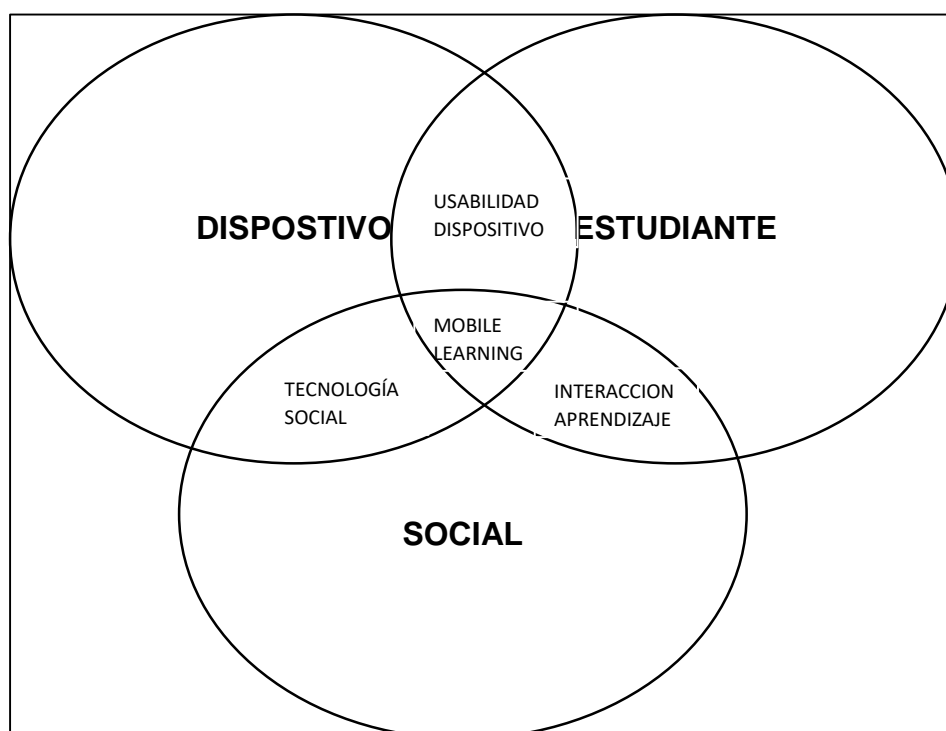 USABILIDAD
DISPOSITIVO
DISPOSTIVO
ESTUDIANTE
MOBILE
LEARNING
TECNOLOGÍA
SOCIAL
INTERACCION
APRENDIZAJE
SOCIAL